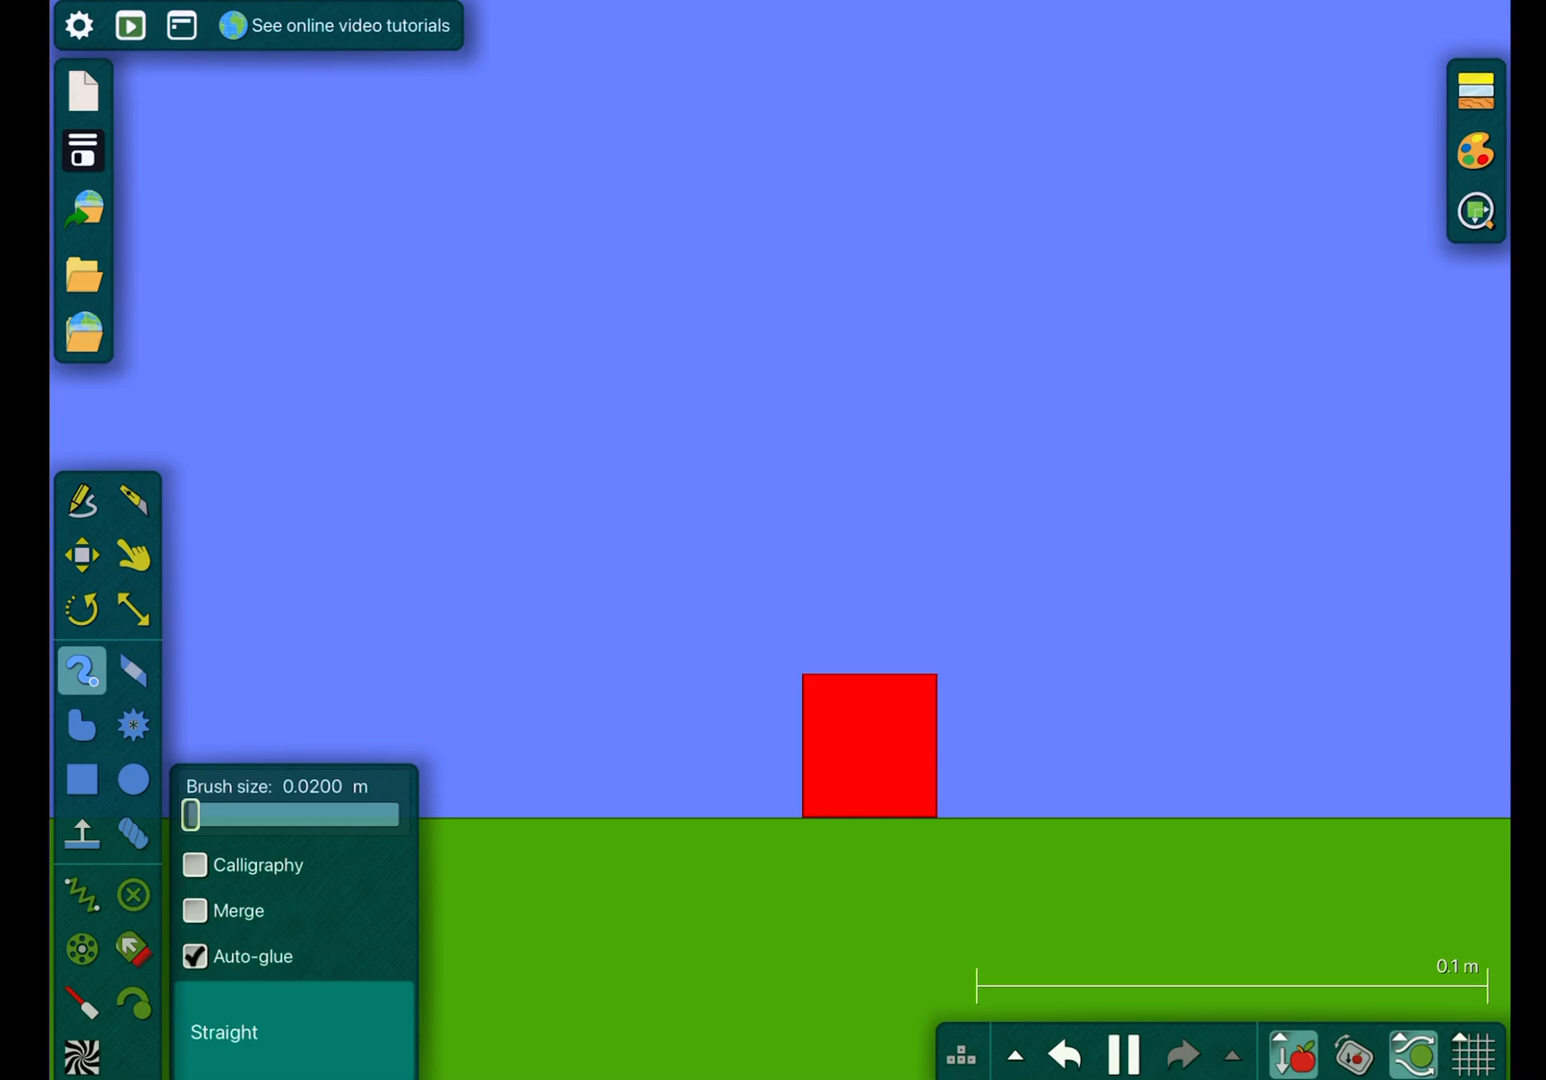 See online video tutorials
Brush size: 0.0200 m
Calligraphy
Merge
Auto-glue
Straight
0.1 m